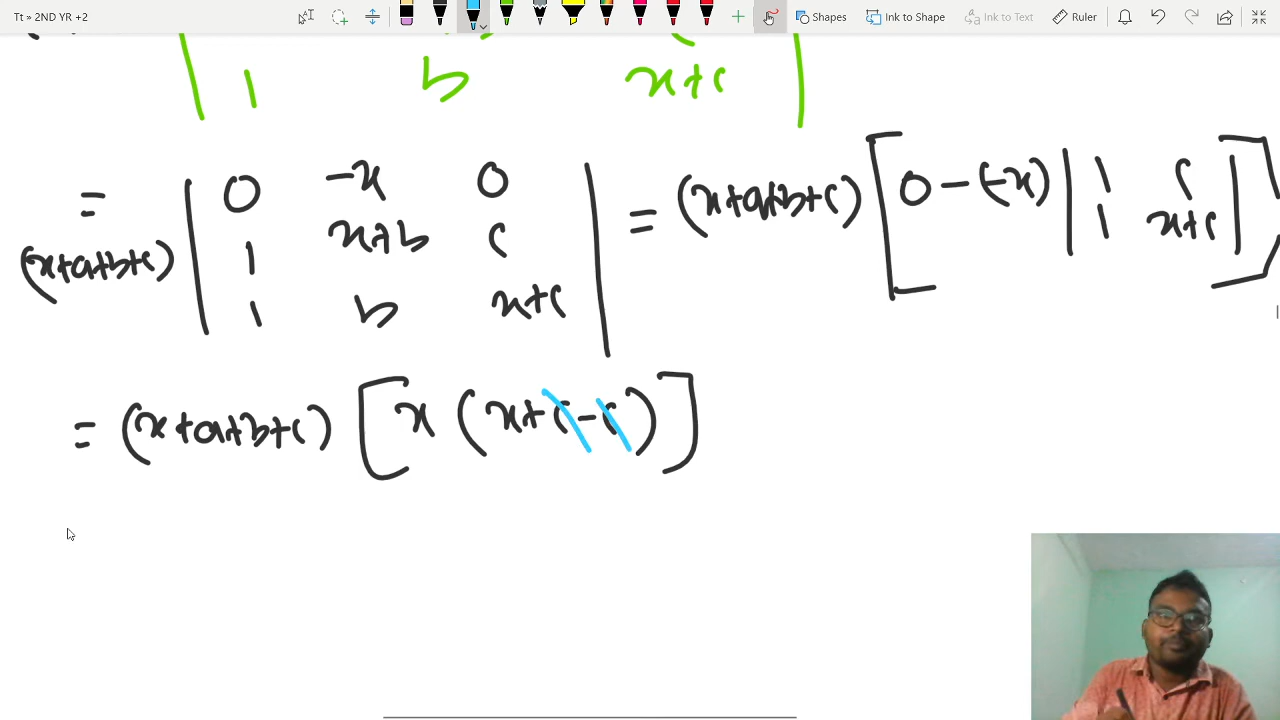 Tt » 2ND YR +2 Shapes Ink to Shape Ink to Text Ruler
1 b x+c
= (x+a+b+c) | 0 -x 0 | = (x+a+b+c) [ 0 - (-x) | 1 c |
1 x+b c | 1 x+c | ]
1 b x+c
= (x+a+b+c) [ x (x+c-c) ]